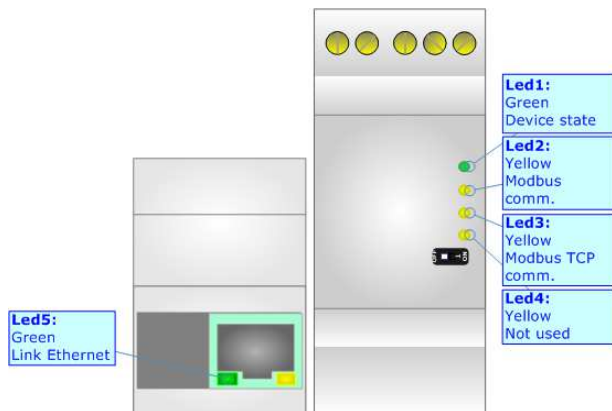 Led1:
Green
Device state
Led2:
Yellow
Modbus
comm.
Led3:
Yellow
Modbus TCP
comm.
Led4:
Yellow
Not used
Led5:
Green
Link Ethernet